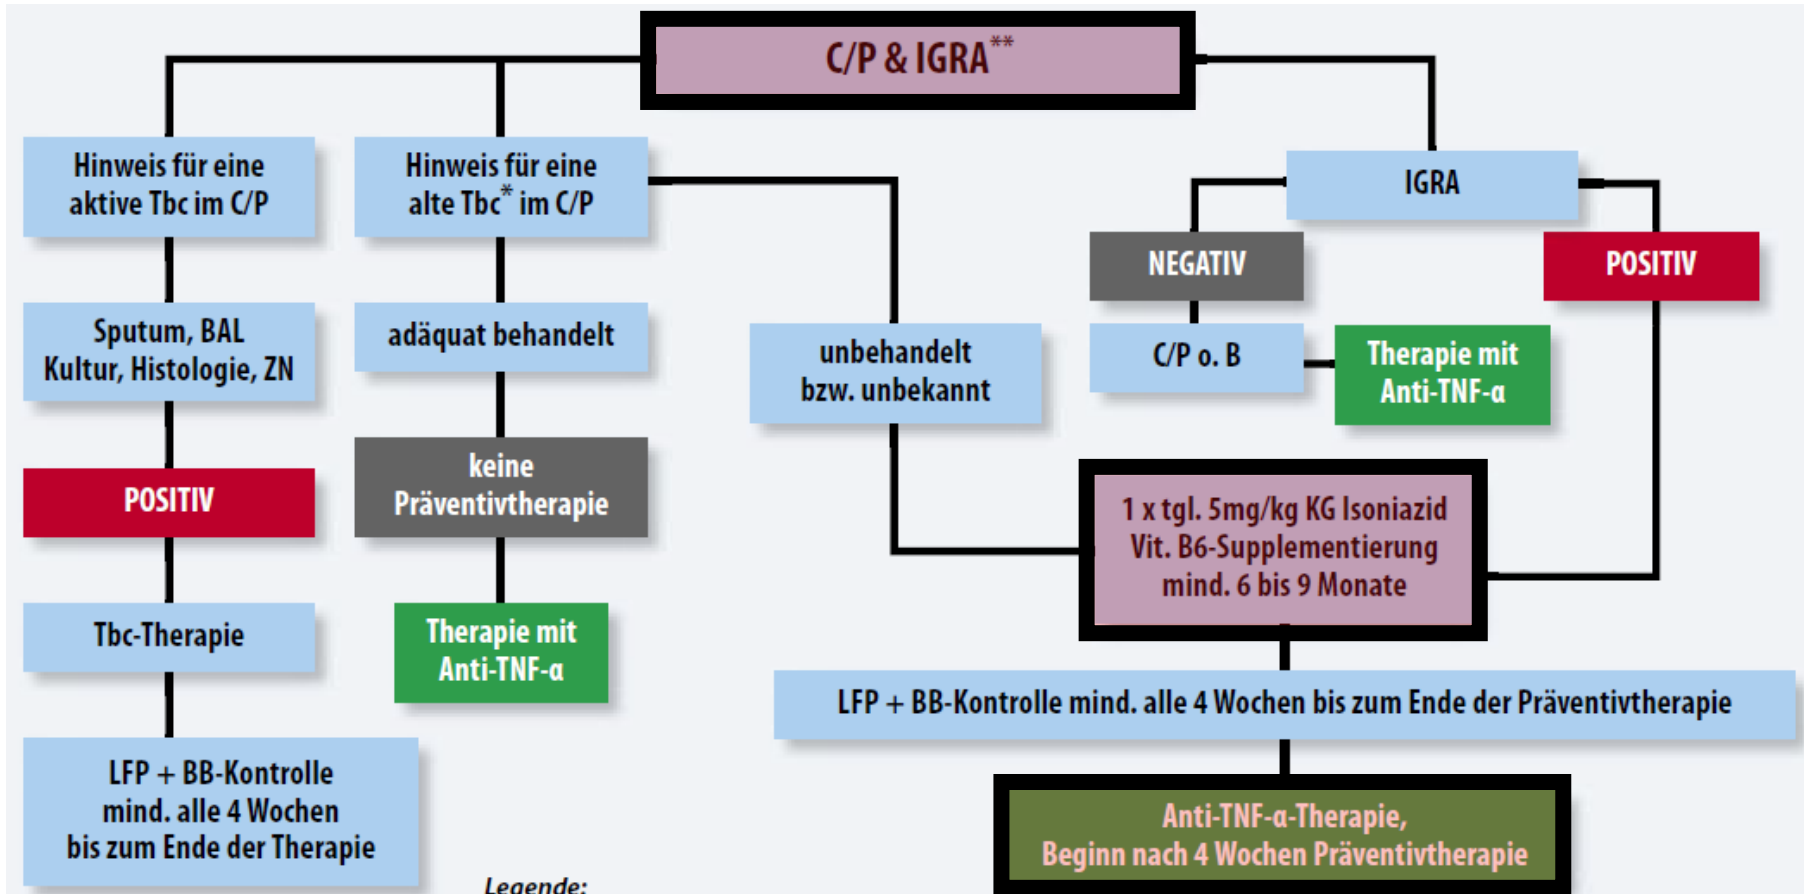 C/P & IGRA**
Hinweis für eine
aktive Tbc im C/P
Sputum, BAL
Kultur, Histologie, ZN
POSITIV
Tbc-Therapie
LFP + BB-Kontrolle
mind. alle 4 Wochen
bis zum Ende der Therapie
Hinweis für eine
alte Tbc* im C/P
adäquat behandelt
keine
Präventivtherapie
Therapie mit
Anti-TNF-α
unbehandelt
bzw. unbekannt
IGRA
NEGATIV
C/P o. B
Therapie mit
Anti-TNF-α
POSITIV
1 x tgl. 5mg/kg KG Isoniazid
Vit. B6-Supplementierung
mind. 6 bis 9 Monate
LFP + BB-Kontrolle mind. alle 4 Wochen bis zum Ende der Präventivtherapie
Anti-TNF-α-Therapie,
Beginn nach 4 Wochen Präventivtherapie
Legende: